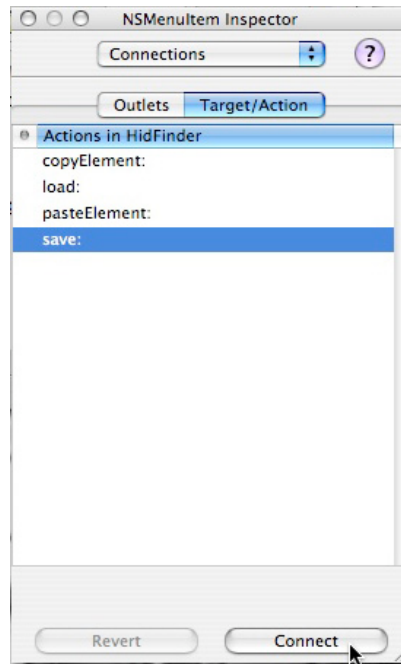 NSMenuItem Inspector
Connections
?
Outlets Target/Action
Actions in HidFinder
copyElement:
load:
pasteElement:
save:
Revert Connect